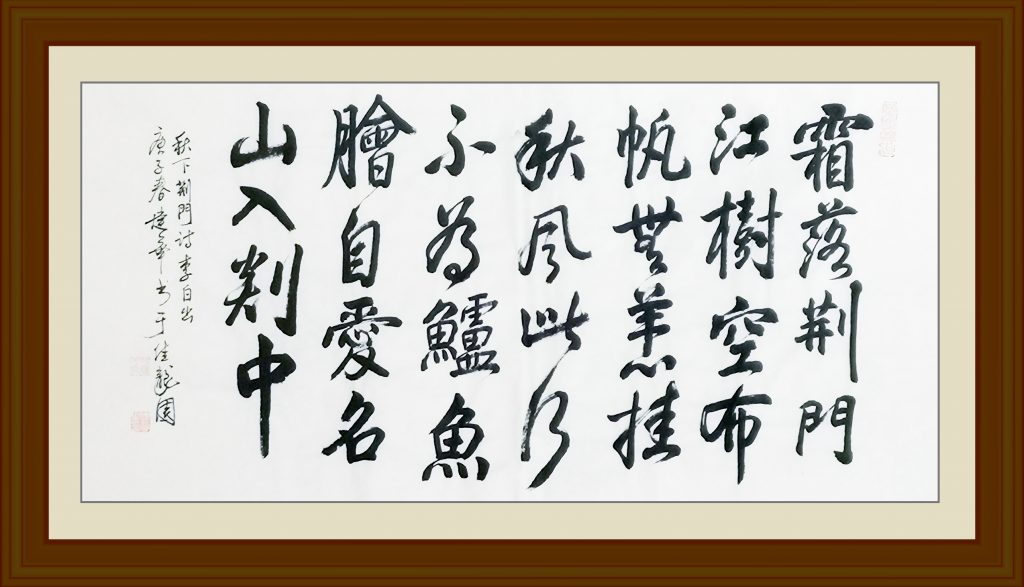 霜落荆門
江樹空布
帆無恙挂
秋風此行
不為鱸魚
膾自愛名
山入剡中
秋下荆門詩李白出
庚子春建華书于佳龍園